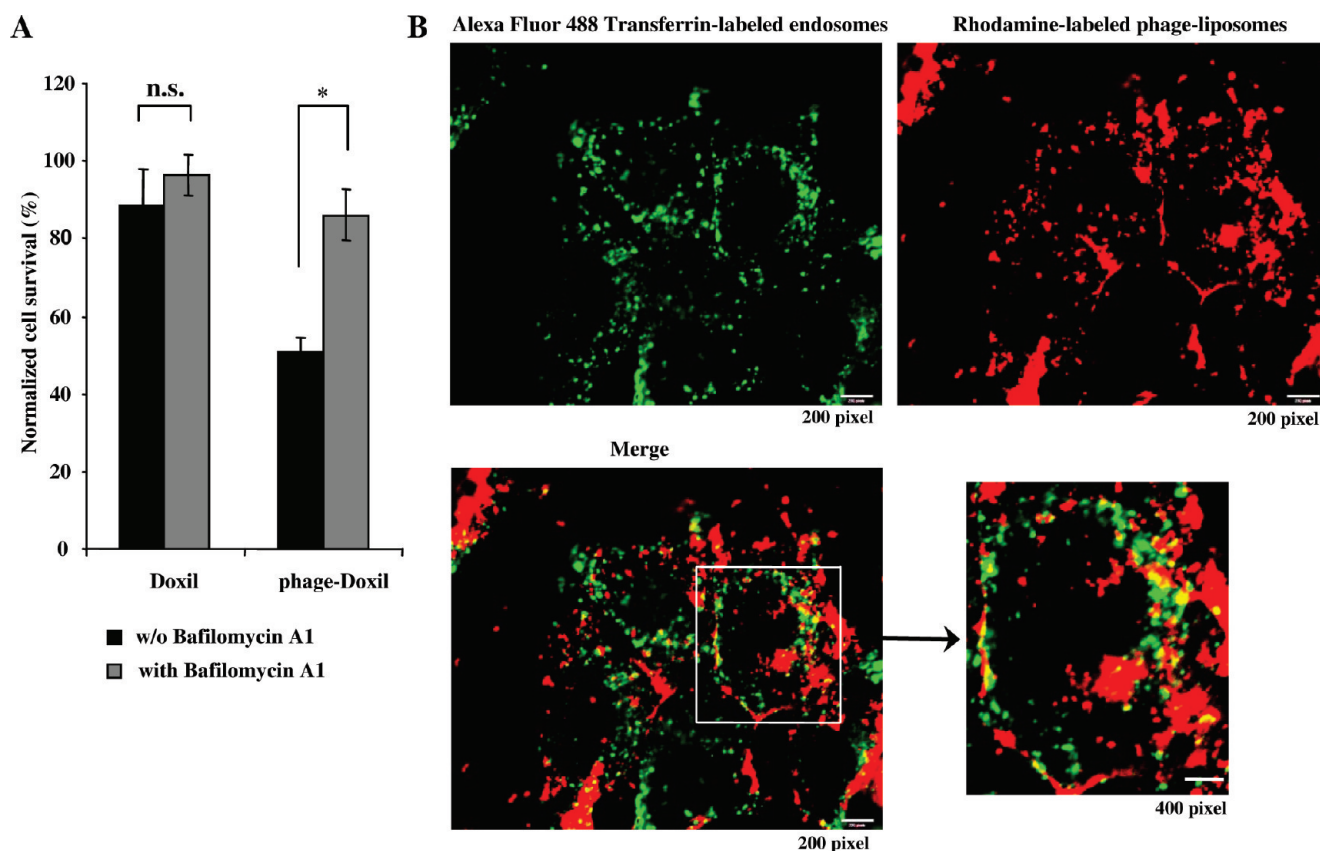 A
Normalized cell survival (%)
120
100
80
60
40
20
0
n.s.
*
Doxil
phage-Doxil
w/o Bafilomycin A1
with Bafilomycin A1
B
Alexa Fluor 488 Transferrin-labeled endosomes
Rhodamine-labeled phage-liposomes
200 pixel
200 pixel
Merge
200 pixel
400 pixel